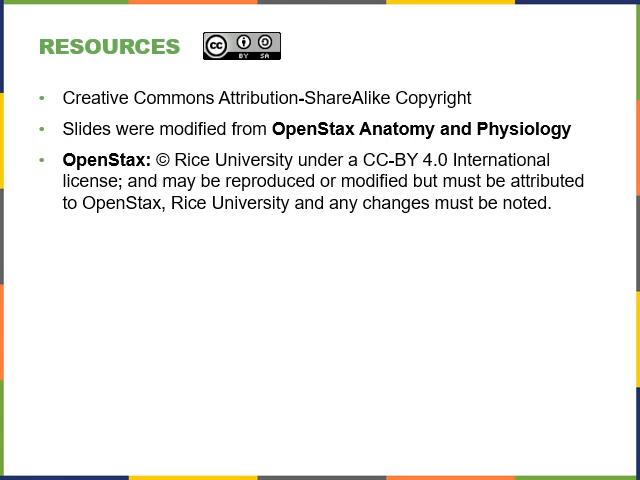 RESOURCES
cc BY SA
• Creative Commons Attribution-ShareAlike Copyright
• Slides were modified from OpenStax Anatomy and Physiology
• OpenStax: © Rice University under a CC-BY 4.0 International
license; and may be reproduced or modified but must be attributed
to OpenStax, Rice University and any changes must be noted.